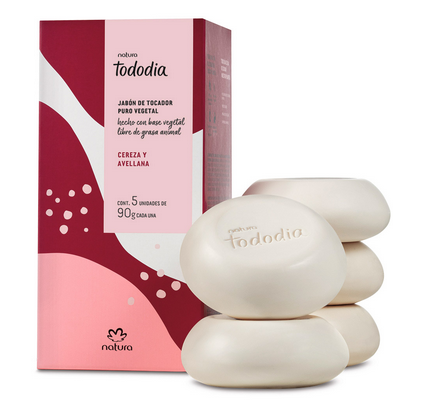 natura
Tododia
JABÓN DE TOCADOR
PURO VEGETAL
hecho con base vegetal
libre de grasa animal
CEREZA Y
AVELLANA
CONT. 5 UNIDADES DE
90g CADA UNA
natura
natura
Tododia